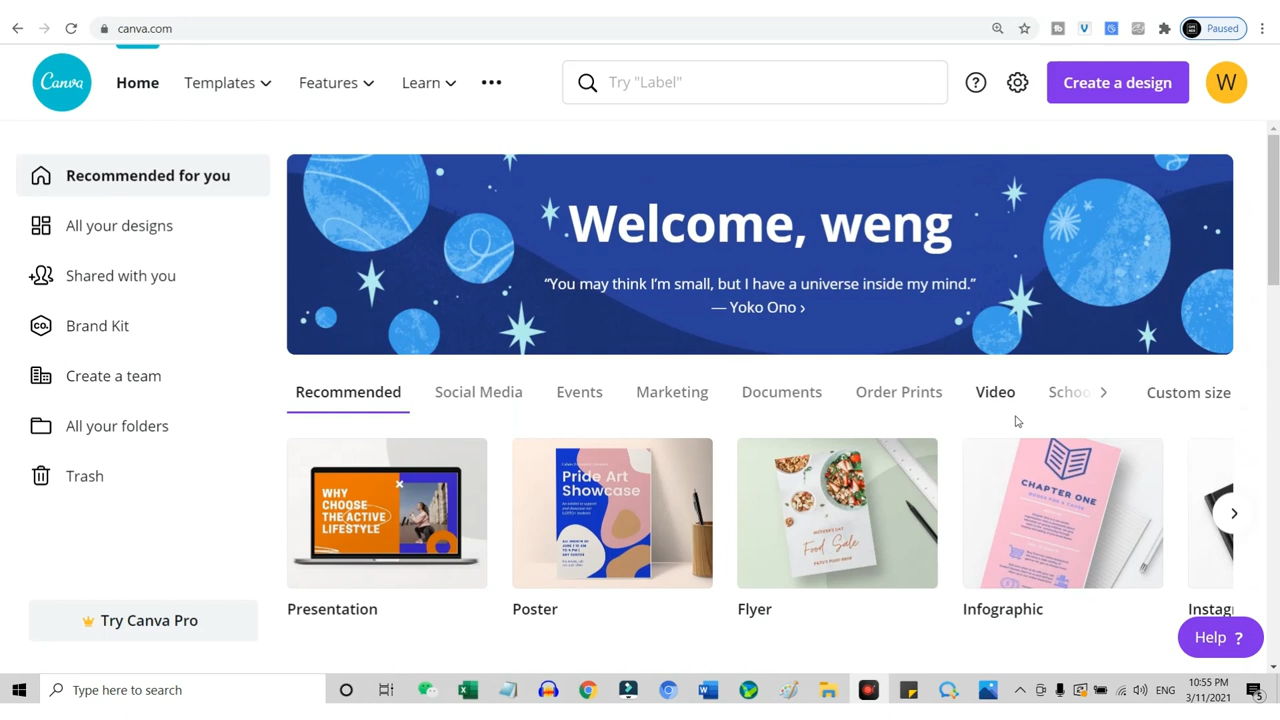 canva.com
Paused
Canva
Home
Templates
Features
Learn
Try "Label"
Create a design
W
Recommended for you
All your designs
Shared with you
Brand Kit
Create a team
All your folders
Trash
Try Canva Pro
Welcome, weng
“You may think I’m small, but I have a universe inside my mind.”
— Yoko Ono ›
Recommended
Social Media
Events
Marketing
Documents
Order Prints
Video
Schoo
Custom size
WHY
CHOOSE
THE ACTIVE
LIFESTYLE
Pride Art
Showcase
Food Sale
CHAPTER ONE
Presentation
Poster
Flyer
Infographic
Instag
Help ?
Type here to search
ENG
10:55 PM
3/11/2021
5